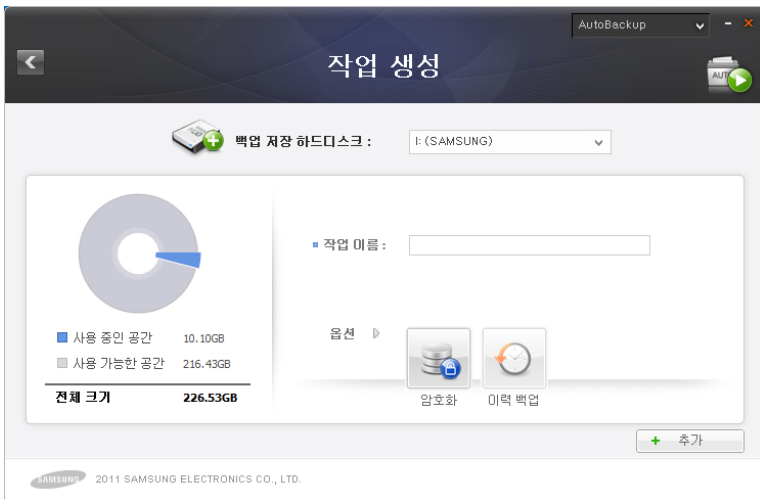 AutoBackup
작업 생성
AUTO
백업 저장 하드디스크 :
I: (SAMSUNG)
작업 이름 :
사용 중인 공간 10.10GB
사용 가능한 공간 216.43GB
전체 크기 226.53GB
옵션
암호화 이력 백업
+ 추가
SAMSUNG 2011 SAMSUNG ELECTRONICS CO., LTD.